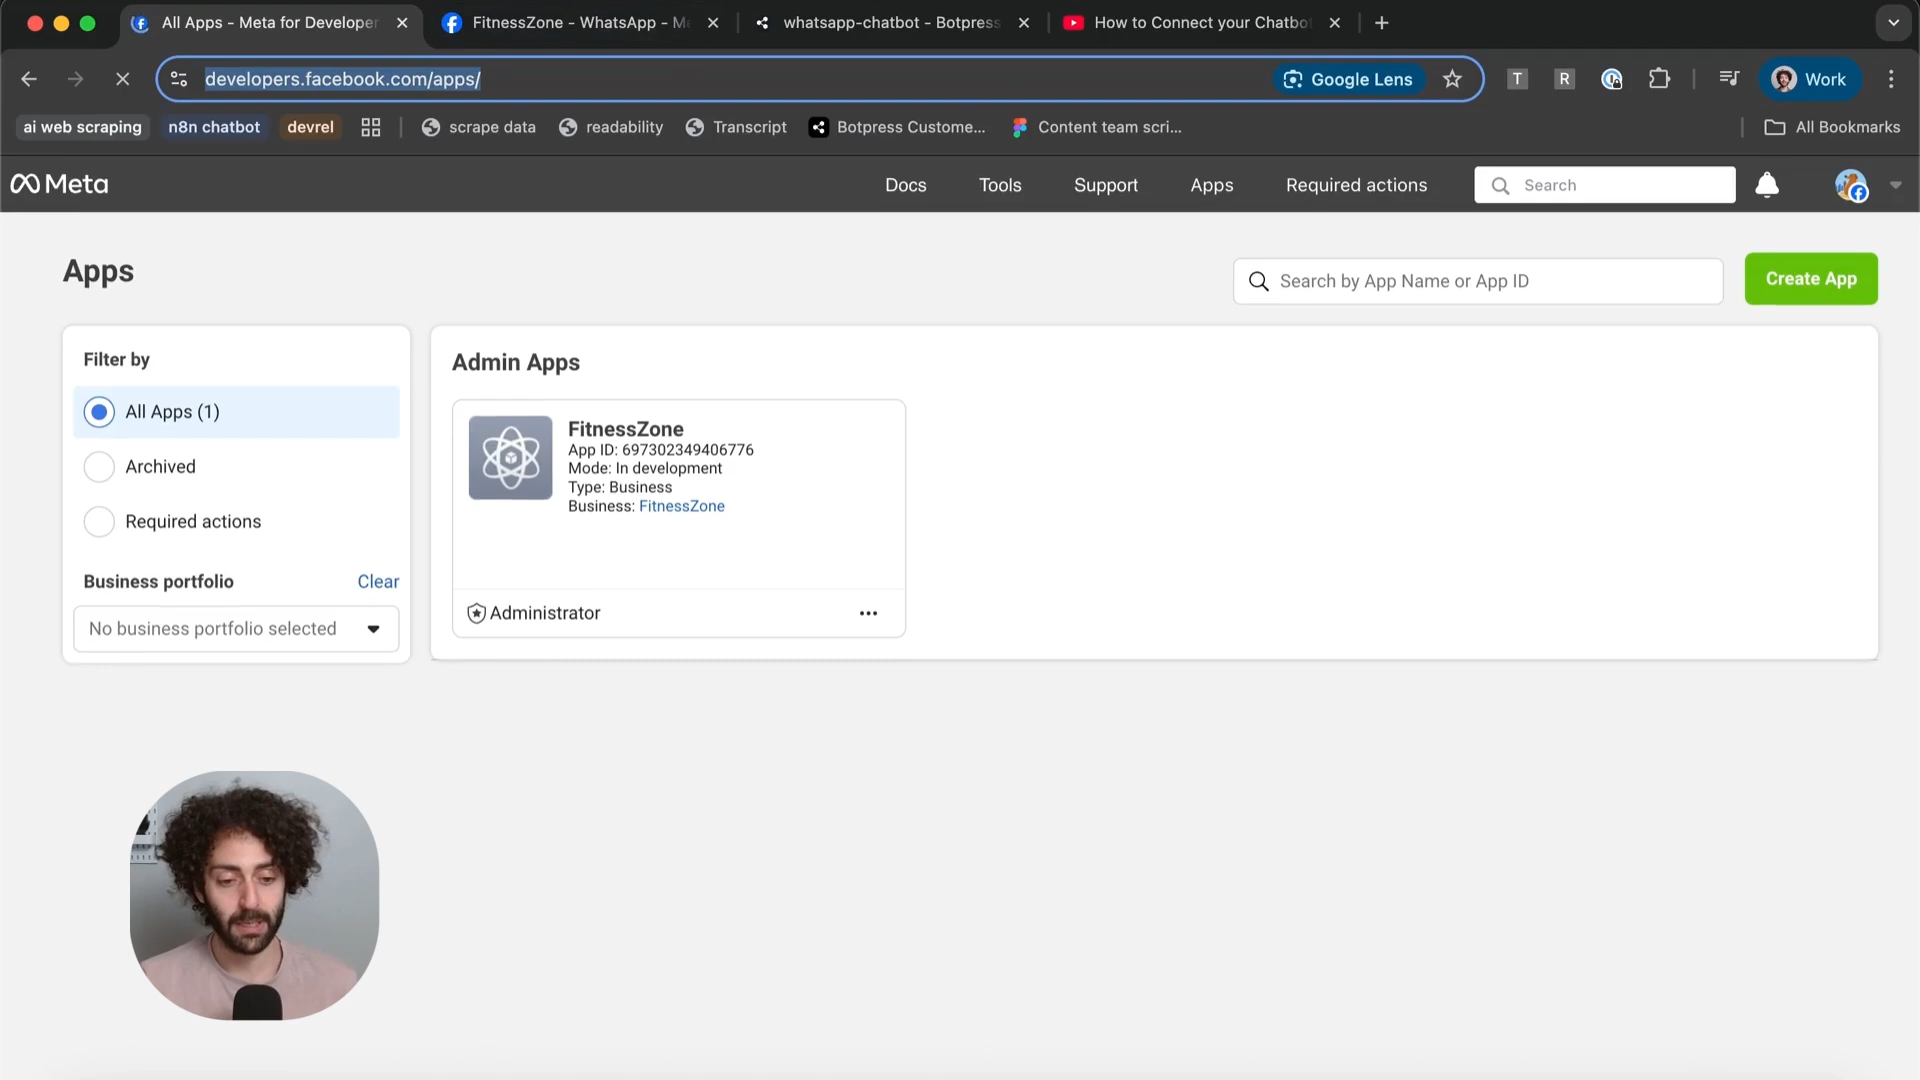 All Apps - Meta for Developer
FitnessZone - WhatsApp - Me
whatsapp-chatbot - Botpress
How to Connect your Chatbo
developers.facebook.com/apps/
Google Lens
T
R
Work
ai web scraping
n8n chatbot
devrel
scrape data
readability
Transcript
Botpress Custome...
Content team scri...
All Bookmarks
Meta
Docs
Tools
Support
Apps
Required actions
Search
Apps
Search by App Name or App ID
Create App
Filter by
All Apps (1)
Archived
Required actions
Business portfolio
Clear
No business portfolio selected
Admin Apps
FitnessZone
App ID: 697302349406776
Mode: In development
Type: Business
Business: FitnessZone
Administrator